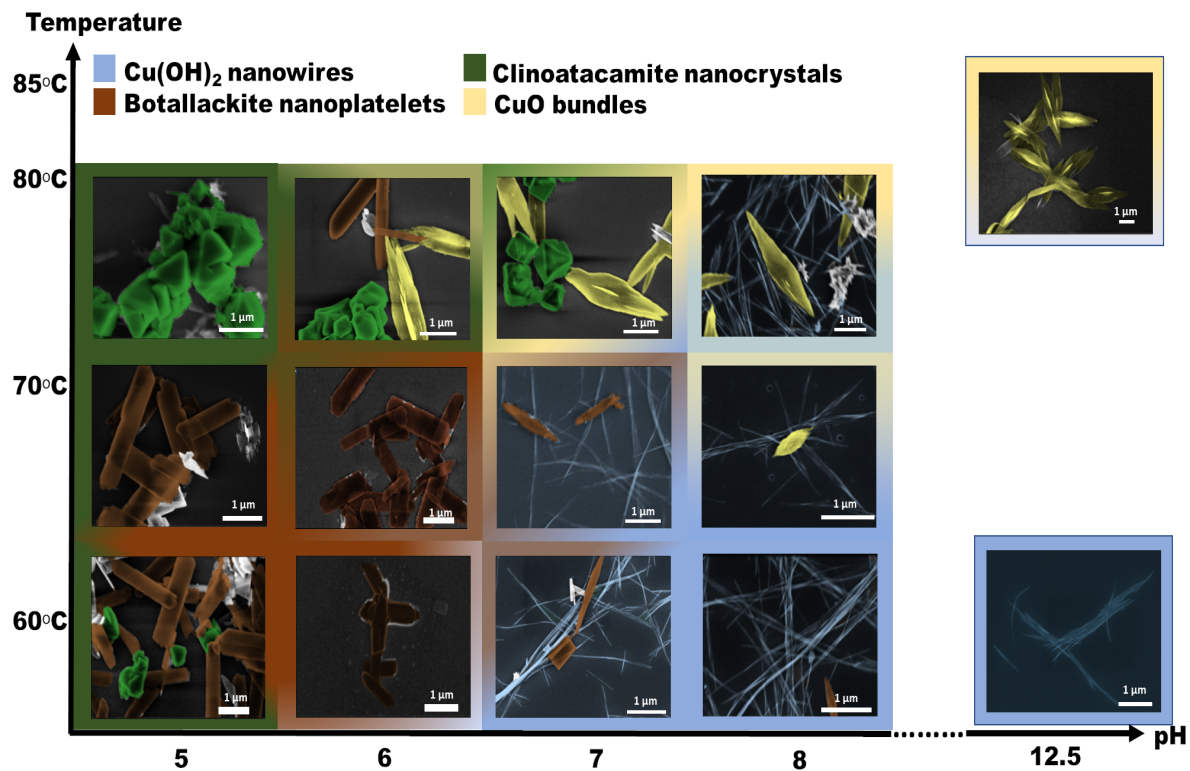 Temperature
85°C
Cu(OH)₂ nanowires
Clinoatacamite nanocrystals
Botallackite nanoplatelets
CuO bundles
1 µm
80°C
1 µm
1 µm
1 µm
1 µm
70°C
1 µm
1 µm
1 µm
1 µm
60°C
1 µm
1 µm
1 µm
1 µm
1 µm
pH
5
6
7
8
12.5